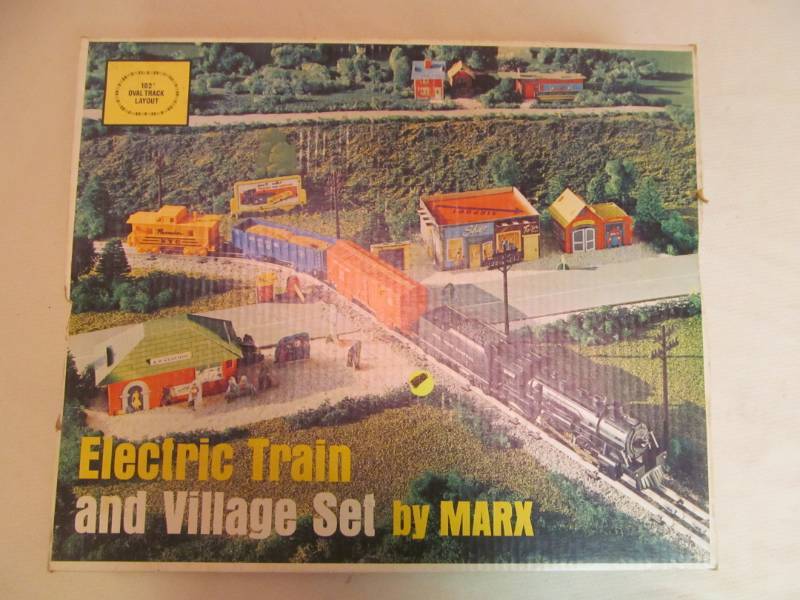 102"
OVAL TRACK
LAYOUT
Electric Train
and Village Set by MARX